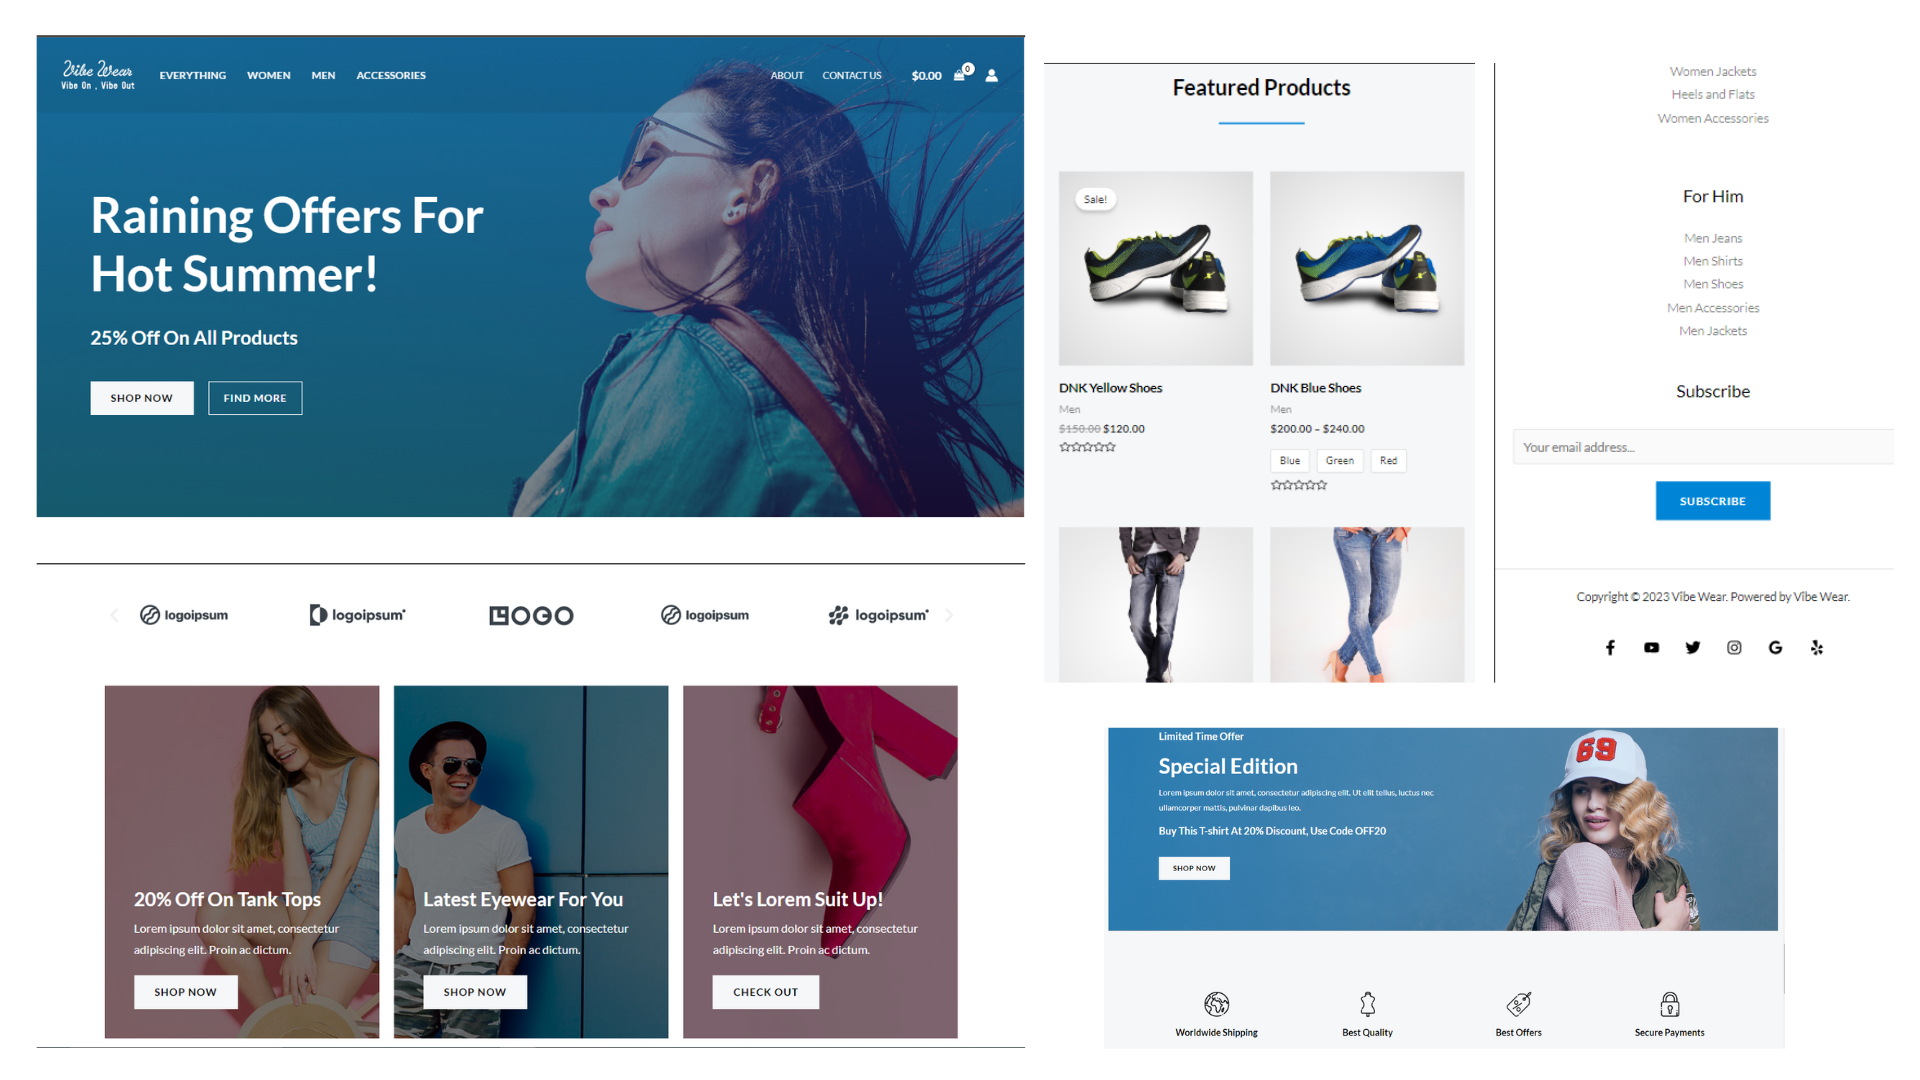 Vibe Wear
Vibe On , Vibe Out
EVERYTHING WOMEN MEN ACCESSORIES
ABOUT CONTACT US $0.00 0
Raining Offers For
Hot Summer!
25% Off On All Products
SHOP NOW FIND MORE
logoipsum logoipsum LOGO logoipsum logoipsum
20% Off On Tank Tops
Lorem ipsum dolor sit amet, consectetur
adipiscing elit. Proin ac dictum.
SHOP NOW
Latest Eyewear For You
Lorem ipsum dolor sit amet, consectetur
adipiscing elit. Proin ac dictum.
SHOP NOW
Let's Lorem Suit Up!
Lorem ipsum dolor sit amet, consectetur
adipiscing elit. Proin ac dictum.
CHECK OUT
Featured Products
Sale!
DNK Yellow Shoes
Men
$150.00 $120.00
DNK Blue Shoes
Men
$200.00 – $240.00
Blue Green Red
Women Jackets
Heels and Flats
Women Accessories
For Him
Men Jeans
Men Shirts
Men Shoes
Men Accessories
Men Jackets
Subscribe
Your email address...
SUBSCRIBE
Copyright © 2023 Vibe Wear. Powered by Vibe Wear.
Limited Time Offer
Special Edition
Lorem ipsum dolor sit amet, consectetur adipiscing elit. Ut elit tellus, luctus nec
ullamcorper mattis, pulvinar dapibus leo.
Buy This T-shirt At 20% Discount, Use Code OFF20
SHOP NOW
69
Worldwide Shipping
Best Quality
Best Offers
Secure Payments